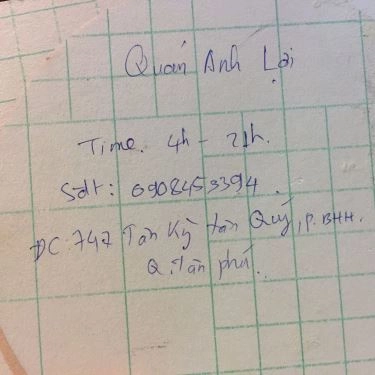 Quán Anh Lại
Time. 4h - 21h.
Sdt: 0908453394.
ĐC: 747 Tân Kỳ tân Quý, P. BHH.
Q. Tân phú.